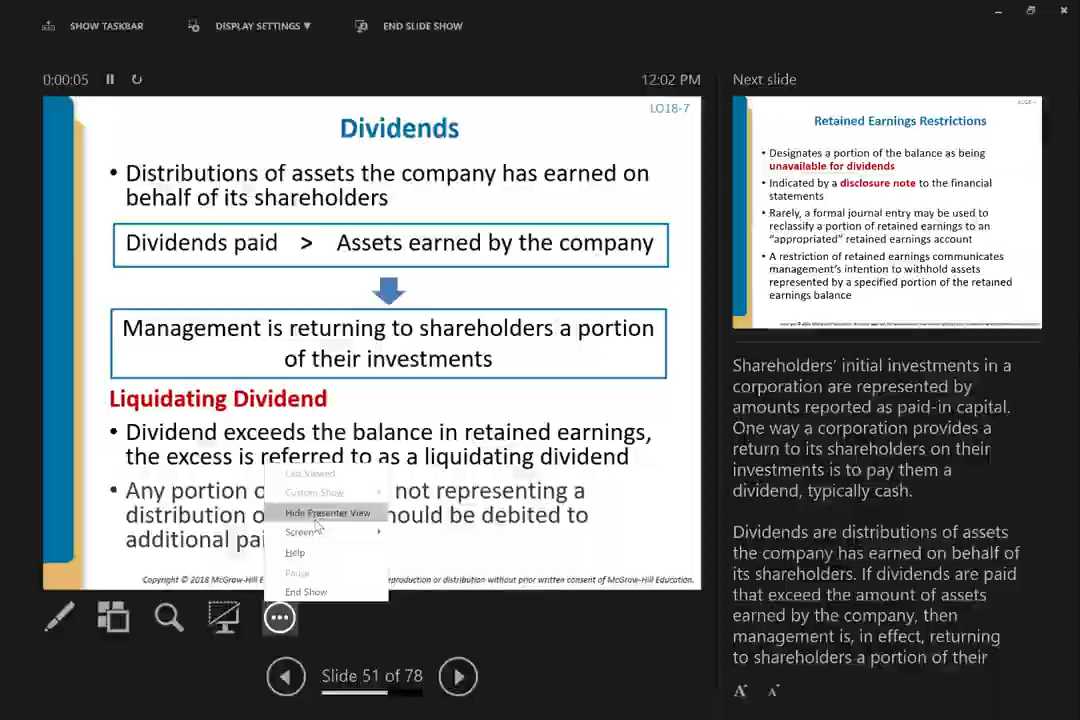 SHOW TASKBAR
DISPLAY SETTINGS ▼
END SLIDE SHOW
0:00:05
12:02 PM
LO18-7
Dividends
• Distributions of assets the company has earned on
behalf of its shareholders
Dividends paid > Assets earned by the company
Management is returning to shareholders a portion
of their investments
Liquidating Dividend
• Dividend exceeds the balance in retained earnings,
the excess is referred to as a liquidating dividend
• Any portion o not representing a
distribution o hould be debited to
additional pai
Copyright © 2018 McGraw-Hill E production or distribution without prior written consent of McGraw-Hill Education.
Last Viewed
Custom Show
Hide Presenter View
Screen
Help
Pause
End Show
Slide 51 of 78
Next slide
Retained Earnings Restrictions
• Designates a portion of the balance as being
unavailable for dividends
• Indicated by a disclosure note to the financial
statements
• Rarely, a formal journal entry may be used to
reclassify a portion of retained earnings to an
"appropriated" retained earnings account
• A restriction of retained earnings communicates
management's intention to withhold assets
represented by a specified portion of the retained
earnings balance
Shareholders' initial investments in a
corporation are represented by
amounts reported as paid-in capital.
One way a corporation provides a
return to its shareholders on their
investments is to pay them a
dividend, typically cash.
Dividends are distributions of assets
the company has earned on behalf of
its shareholders. If dividends are paid
that exceed the amount of assets
earned by the company, then
management is, in effect, returning
to shareholders a portion of their
A A